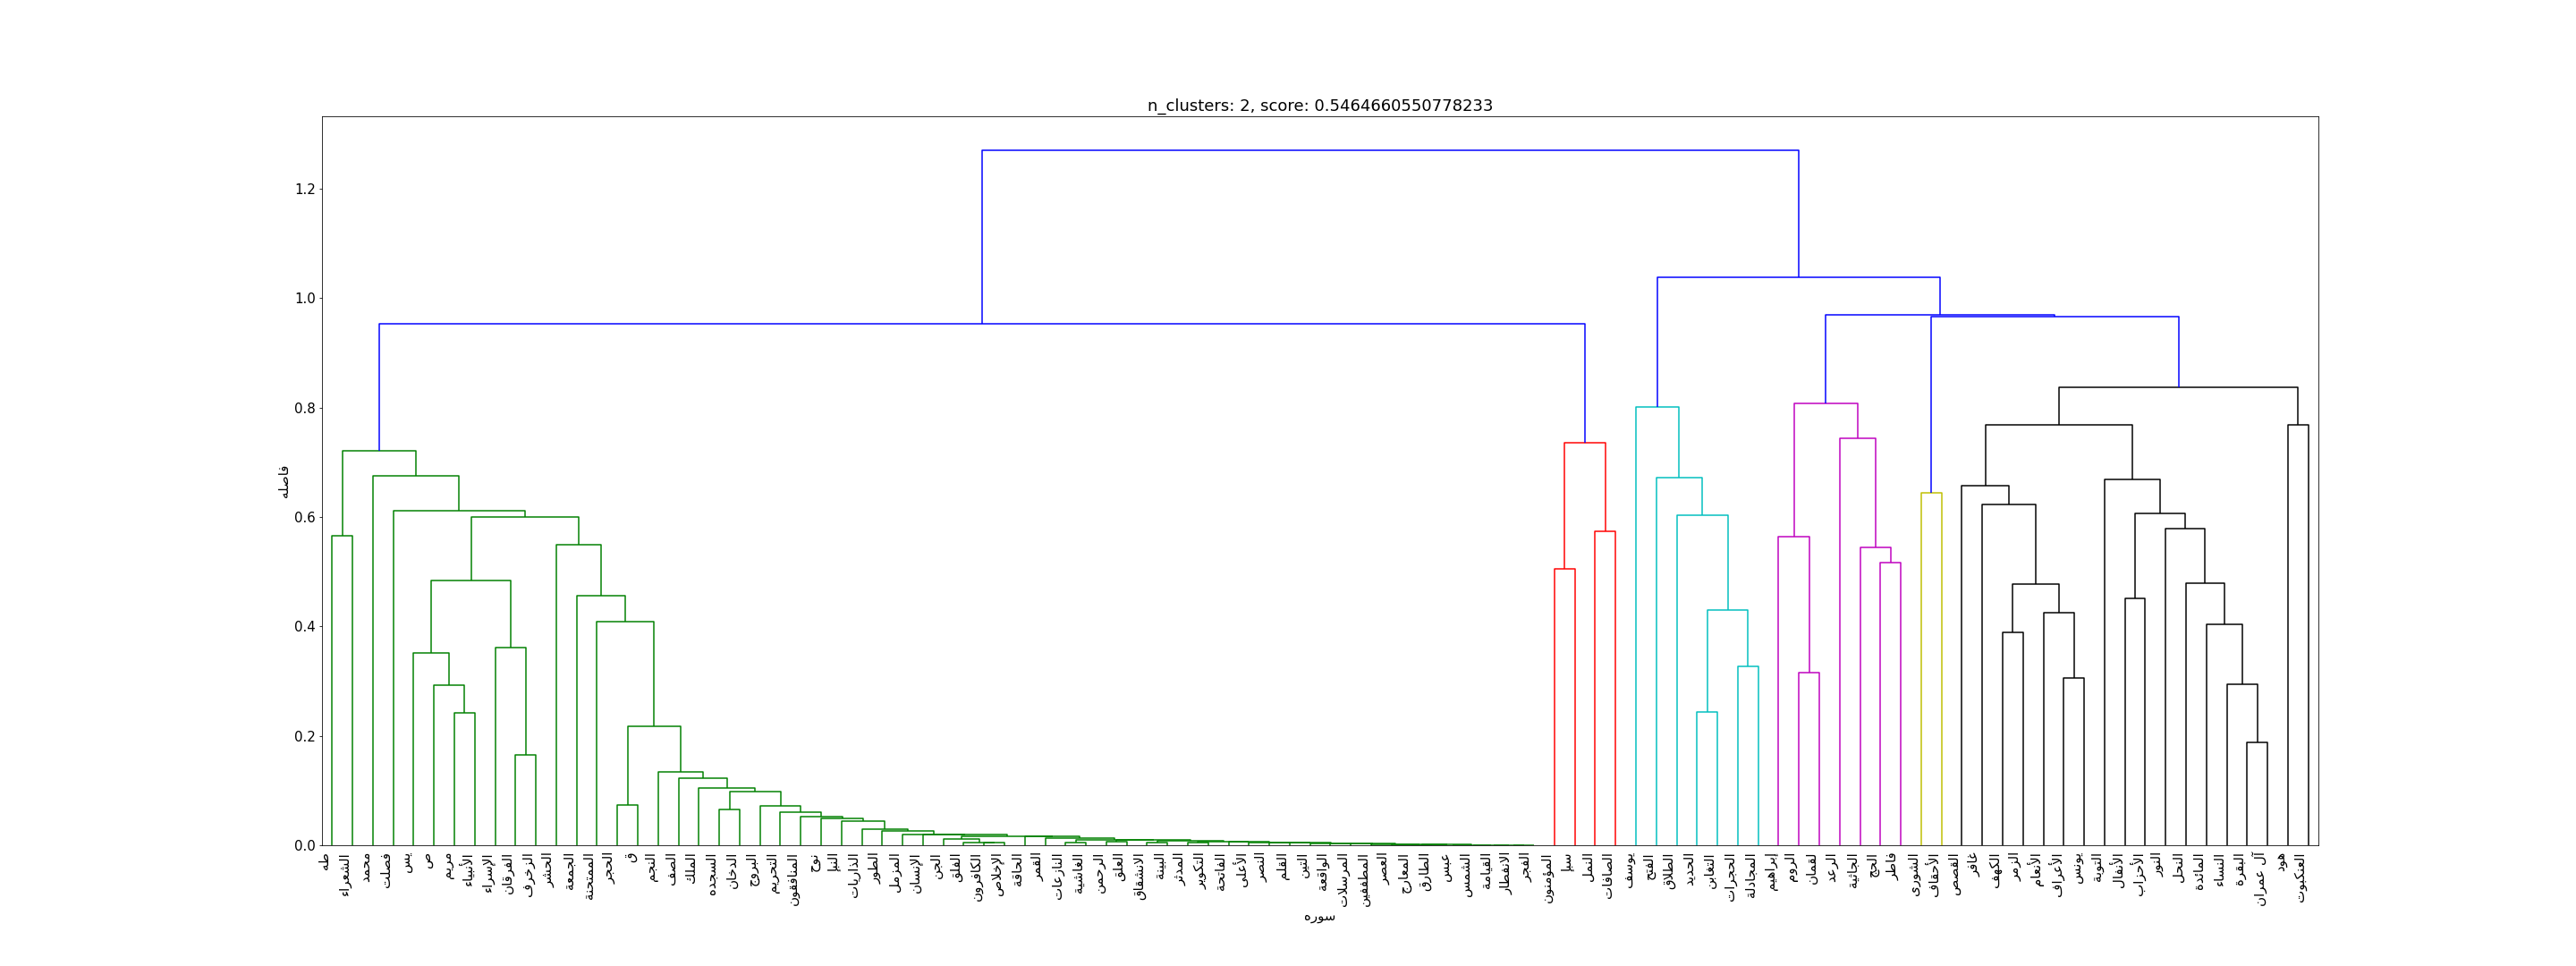 n_clusters: 2, score: 0.5464660550778233
1.2
1.0
0.8
0.6
0.4
0.2
0.0
فاصله
طه
الشعراء
محمد
فصلت
يس
ص
مريم
الأنبياء
الإسراء
الفرقان
الزخرف
الحشر
الجمعة
الممتحنة
الحجر
ق
النجم
الصف
الملك
السجده
الدخان
البروج
التحريم
المنافقون
نوح
النبإ
الذاريات
الطور
المزمل
الإنسان
الجن
الفلق
الكافرون
الإخلاص
الحاقة
القمر
النازعات
الغاشية
الرحمن
العلق
الانشقاق
البينة
المدثر
التكوير
الفاتحة
الأعلى
النصر
القلم
التين
الواقعة
المرسلات
المطففين
العصر
المعارج
الطارق
عبس
الشمس
القيامة
الانفطار
الفجر
المؤمنون
سبإ
النمل
الصافات
يوسف
الفتح
الطلاق
الحديد
التغابن
الحجرات
المجادلة
إبراهيم
الروم
لقمان
الرعد
الجاثية
الحج
فاطر
الشورى
الأحقاف
القصص
غافر
الكهف
الزمر
الأنعام
الأعراف
يونس
التوبة
الأنفال
الأحزاب
النور
النحل
المائدة
النساء
البقرة
آل عمران
هود
العنكبوت
سوره